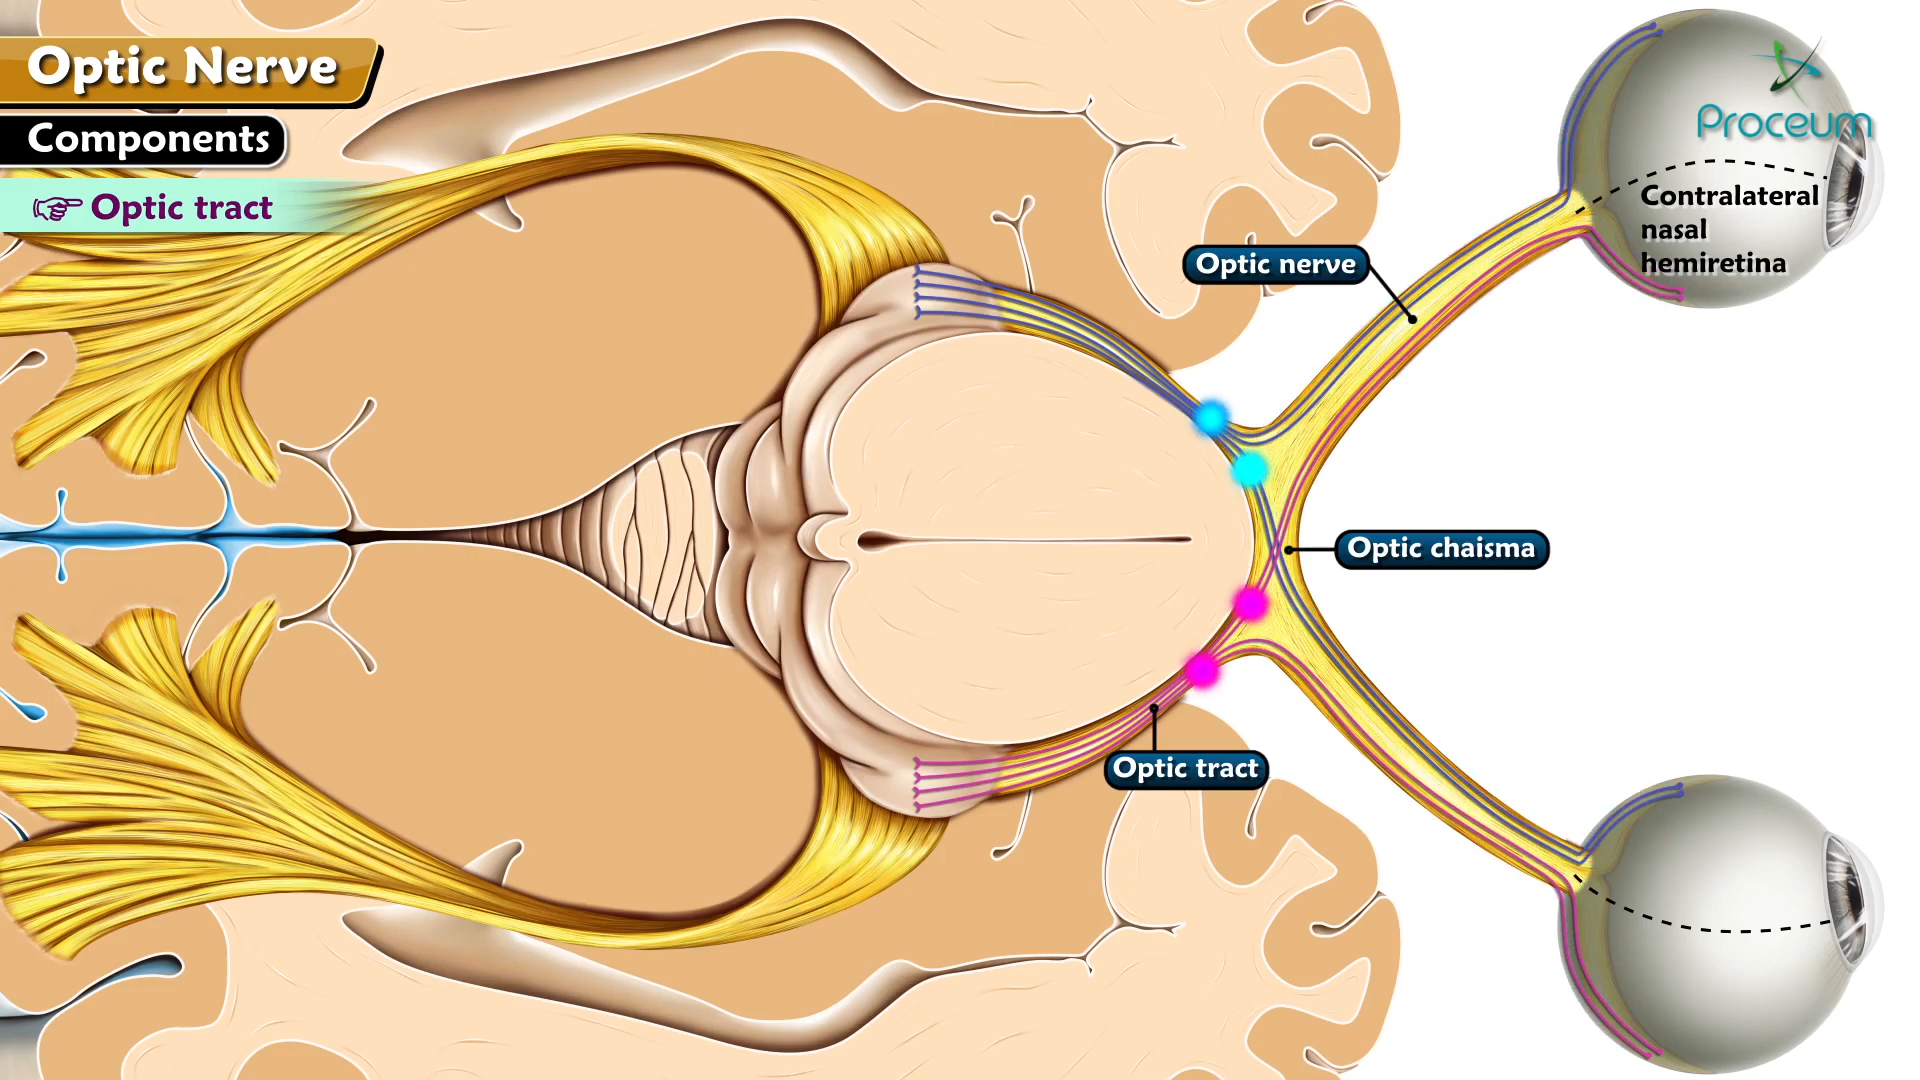 Optic Nerve
Components
Optic tract
Proceum
Contralateral
nasal
hemiretina
Optic nerve
Optic chaisma
Optic tract